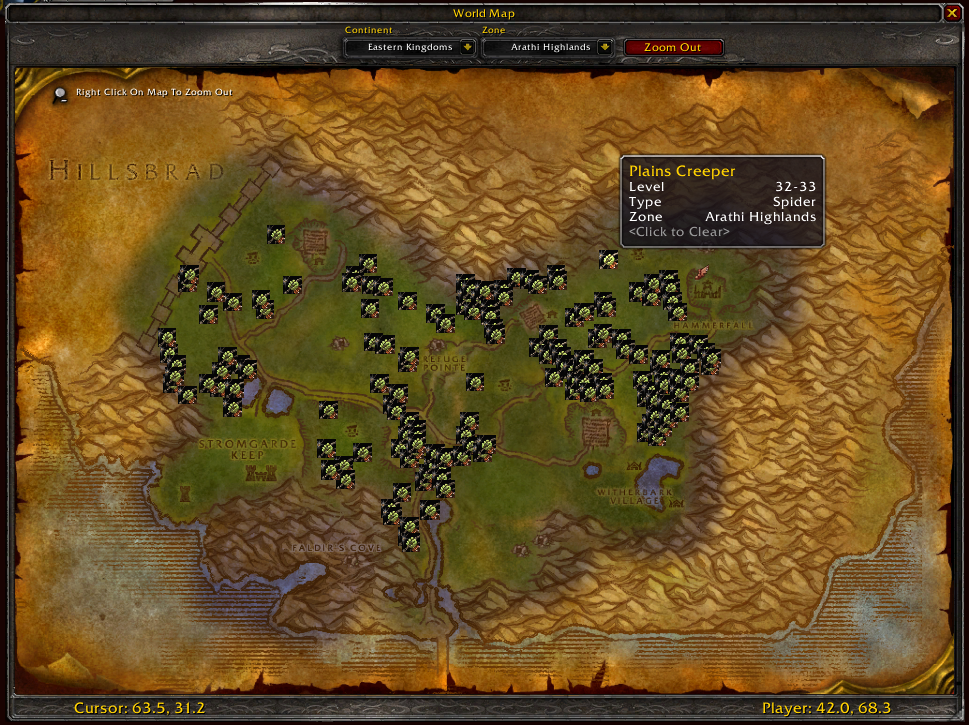 World Map
Continent
Zone
Eastern Kingdoms
Arathi Highlands
Zoom Out
Right Click On Map To Zoom Out
HILLSBRAD
Plains Creeper
Level 32-33
Type Spider
Zone Arathi Highlands
<Click to Clear>
HAMMERFALL
REFUGE
POINTE
STROMGARDE
KEEP
WITHERBARK
VILLAGE
FALDIR'S COVE
Cursor: 63.5, 31.2
Player: 42.0, 68.3